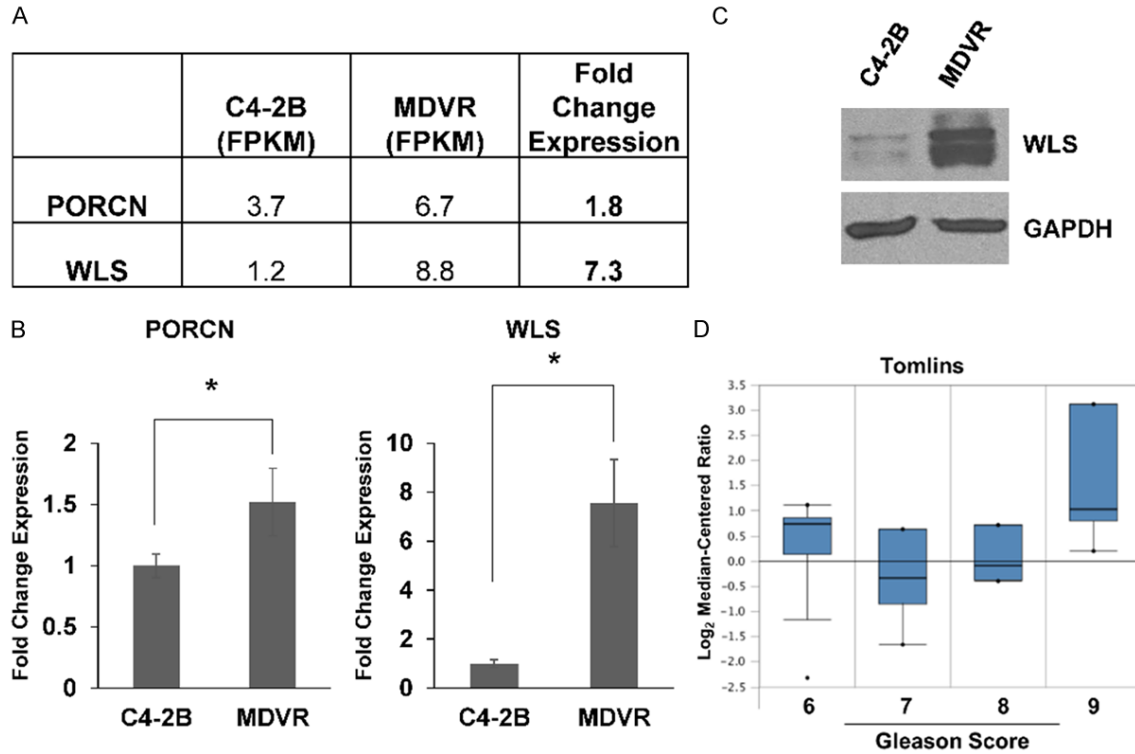 A
C4-2B
(FPKM)
MDVR
(FPKM)
Fold
Change
Expression
PORCN 3.7 6.7 1.8
WLS 1.2 8.8 7.3
C
C4-2B MDVR
WLS
GAPDH
B
PORCN
*
Fold Change Expression
2
1.5
1
0.5
0
C4-2B MDVR
WLS
*
Fold Change Expression
10
8
6
4
2
0
C4-2B MDVR
D
Tomlins
Log2 Median-Centered Ratio
3.5
3.0
2.5
2.0
1.5
1.0
0.5
0.0
-0.5
-1.0
-1.5
-2.0
-2.5
6 7 8 9
Gleason Score